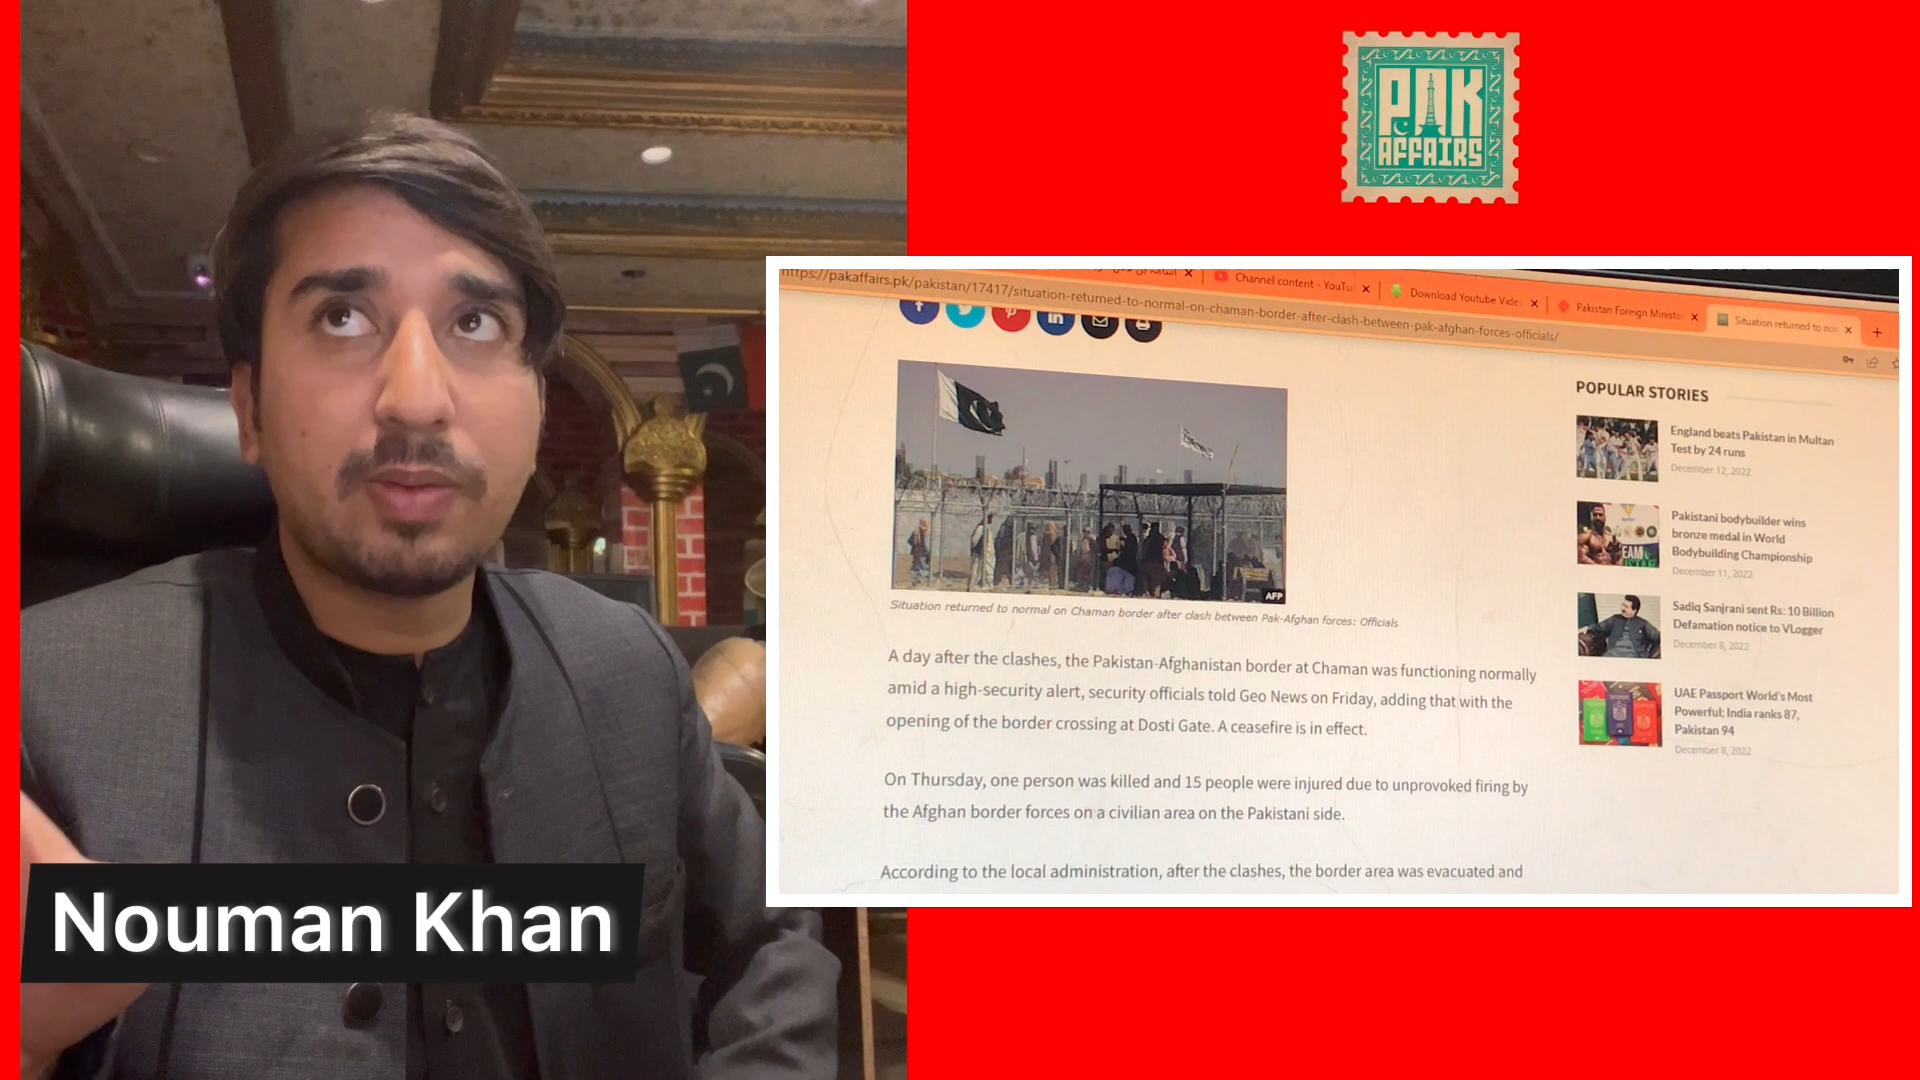 PAK
AFFAIRS
https://pakaffairs.pk/pakistan/17417/situation-returned-to-normal-on-chaman-border-after-clash-between-pak-afghan-forces-officials/
Channel content - YouTu
Download Youtube Vide
Pakistan Foreign Ministe
Situation returned to no
f
in
AFP
Situation returned to normal on Chaman border after clash between Pak-Afghan forces: Officials
A day after the clashes, the Pakistan-Afghanistan border at Chaman was functioning normally
amid a high-security alert, security officials told Geo News on Friday, adding that with the
opening of the border crossing at Dosti Gate. A ceasefire is in effect.
On Thursday, one person was killed and 15 people were injured due to unprovoked firing by
the Afghan border forces on a civilian area on the Pakistani side.
According to the local administration, after the clashes, the border area was evacuated and
POPULAR STORIES
England beats Pakistan in Multan
Test by 24 runs
December 12, 2022
Pakistani bodybuilder wins
bronze medal in World
Bodybuilding Championship
December 11, 2022
Sadiq Sanjrani sent Rs: 10 Billion
Defamation notice to VLogger
December 8, 2022
UAE Passport World's Most
Powerful; India ranks 87,
Pakistan 94
December 8, 2022
Nouman Khan